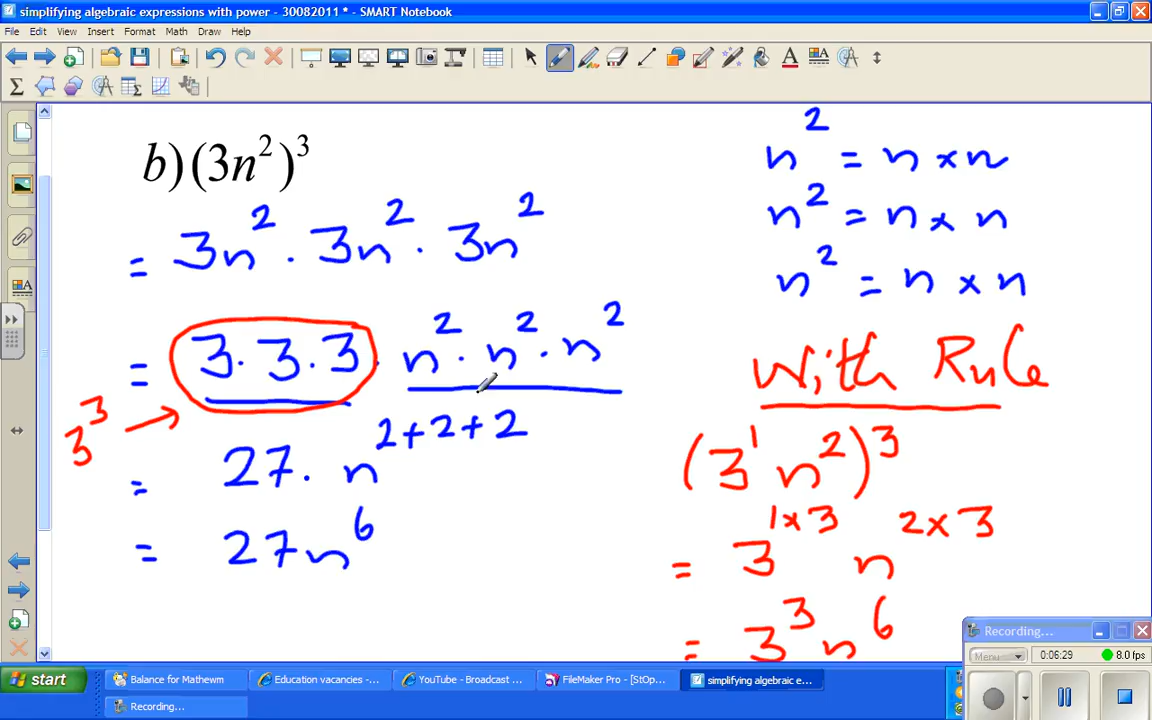 simplifying algebraic expressions with power - 30082011 * - SMART Notebook
File Edit View Insert Format Math Draw Help
b) (3n²)³
= 3n² . 3n² . 3n²
= 3.3.3 . n² . n² . n²
3³ →
= 27 . n²⁺²⁺²
= 27n⁶
n² = n × n
n² = n × n
n² = n × n
With Rule
(3¹n²)³
= 3¹ˣ³ n²ˣ³
= 3³n⁶
Recording...
Menu 0:06:29 8.0 fps
start Balance for Mathewm Education vacancies -... YouTube - Broadcast ... FileMaker Pro - [StOp... simplifying algebraic e...
Recording...